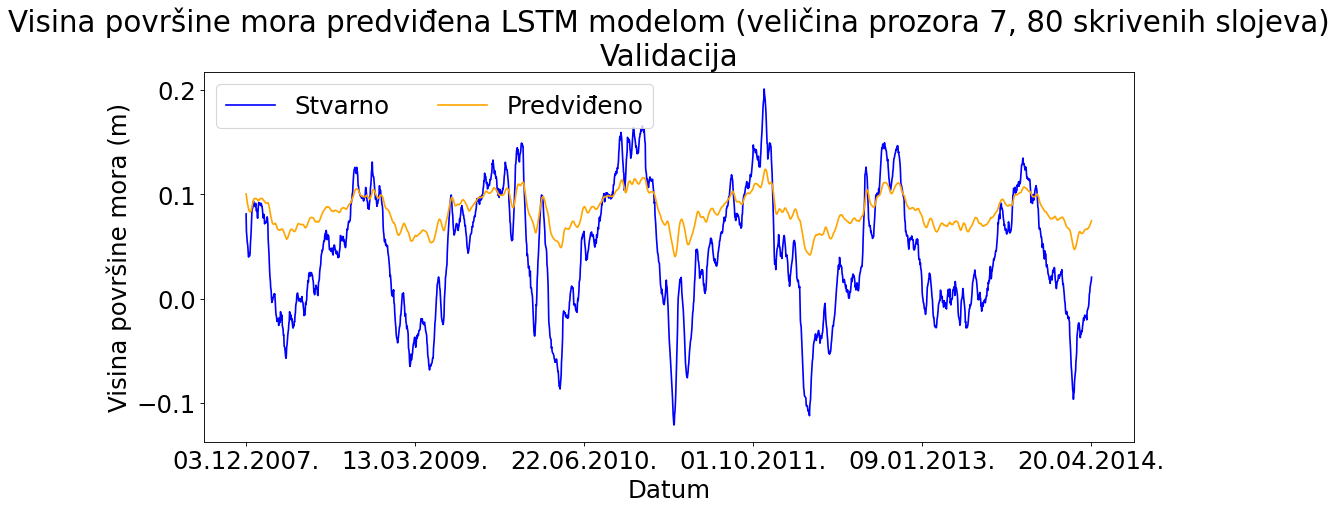 Visina površine mora predviđena LSTM modelom (veličina prozora 7, 80 skrivenih slojeva)
Validacija
Stvarno Predviđeno
Visina površine mora (m)
0.2
0.1
0.0
−0.1
03.12.2007. 13.03.2009. 22.06.2010. 01.10.2011. 09.01.2013. 20.04.2014.
Datum